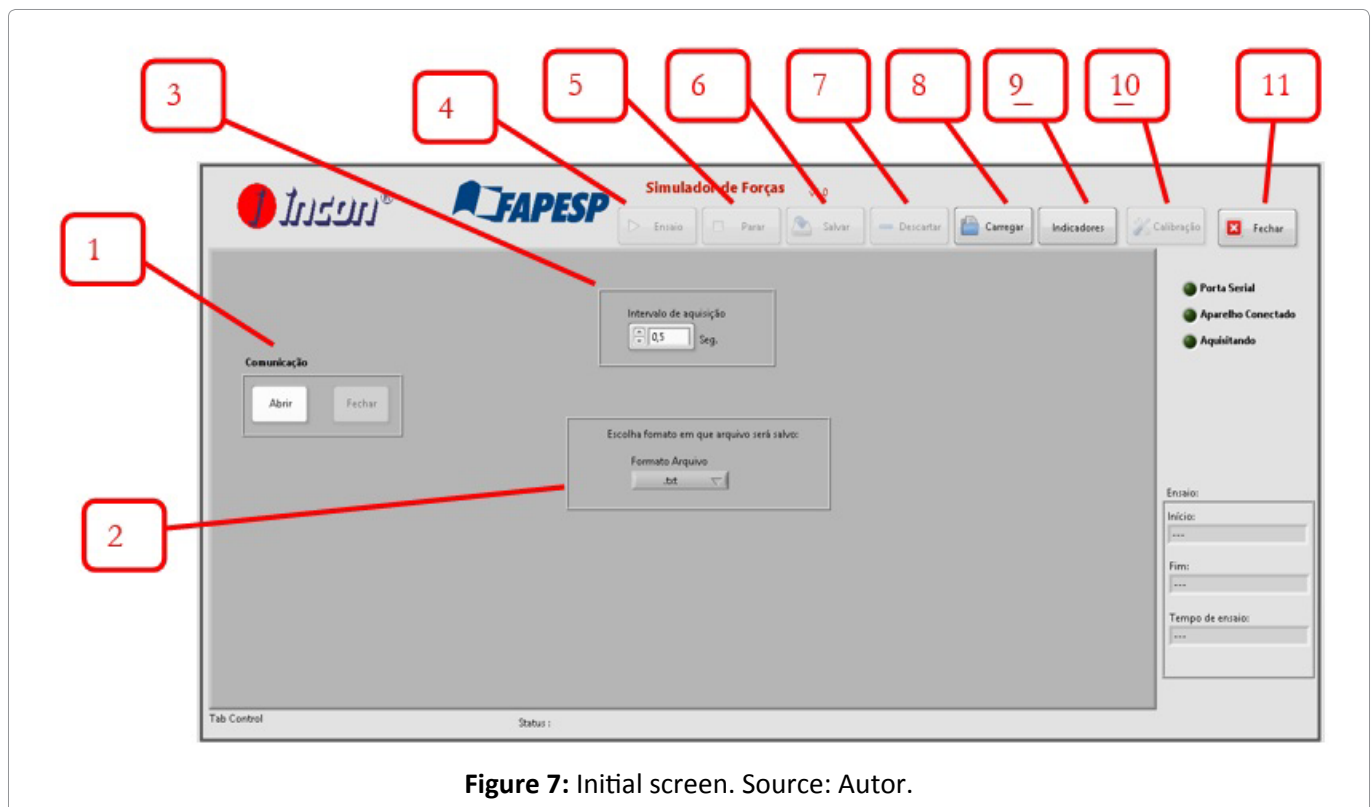 3
4
5
6
7
8
9
10
11
1
2
incon®
FAPESP
Simulador de Forças
Ensaio
Parar
Salvar
Descartar
Carregar
Indicadores
Calibração
Fechar
Porta Serial
Aparelho Conectado
Aquisitando
Intervalo de aquisição
0,5 Seg.
Comunicação
Abrir Fechar
Escolha fomato em que arquivo será salvo:
Formato Arquivo
.txt
Ensaio:
Início:
---
Fim:
---
Tempo de ensaio:
---
Tab Control
Status :
Figure 7: Initial screen. Source: Autor.